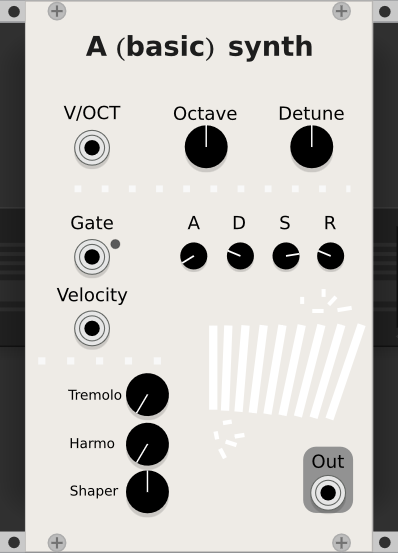 A (basic) synth
V/OCT Octave Detune
Gate A D S R
Velocity
Tremolo
Harmo
Shaper
Out